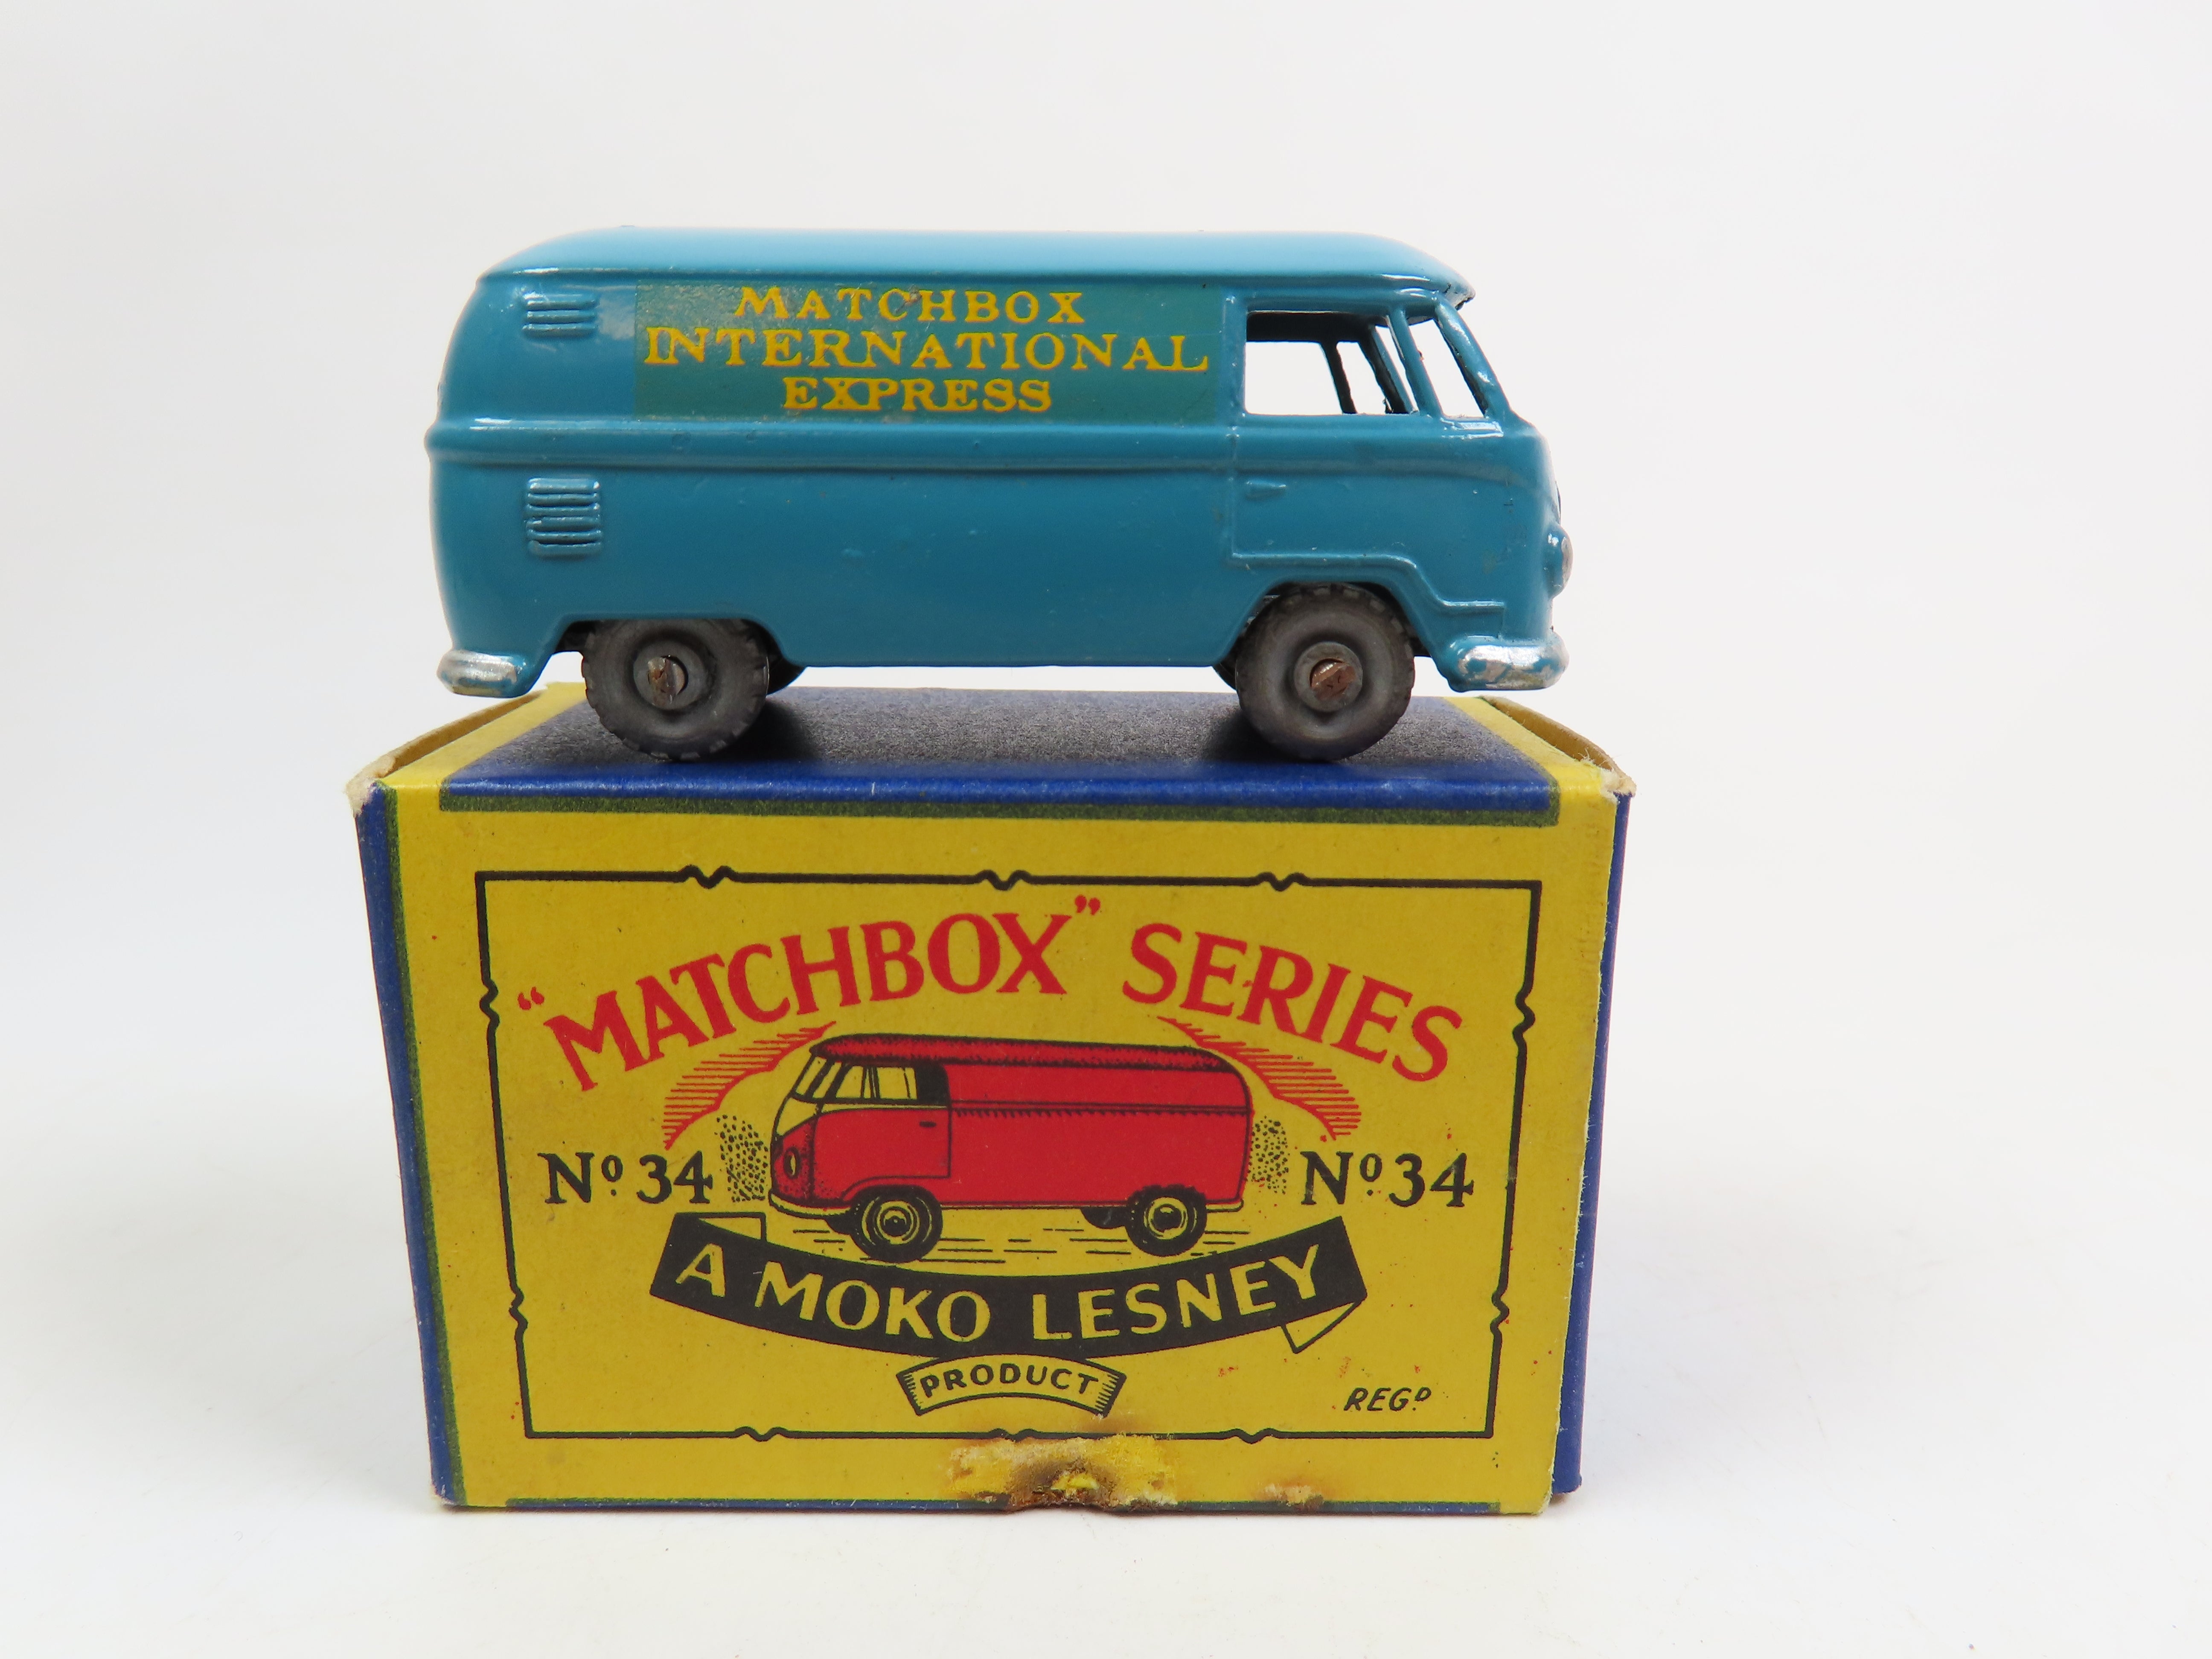 MATCHBOX
INTERNATIONAL
EXPRESS
"MATCHBOX" SERIES
Nº 34 Nº 34
A MOKO LESNEY
PRODUCT
REGD.